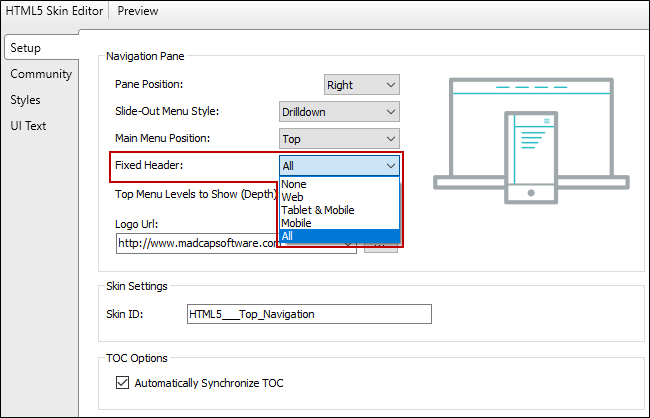 HTML5 Skin Editor Preview
Setup
Community
Styles
UI Text
Navigation Pane
Pane Position: Right
Slide-Out Menu Style: Drilldown
Main Menu Position: Top
Fixed Header: All
None
Web
Tablet & Mobile
Mobile
All
Top Menu Levels to Show (Depth)
Logo Url:
http://www.madcapsoftware.com
Skin Settings
Skin ID: HTML5___Top_Navigation
TOC Options
Automatically Synchronize TOC